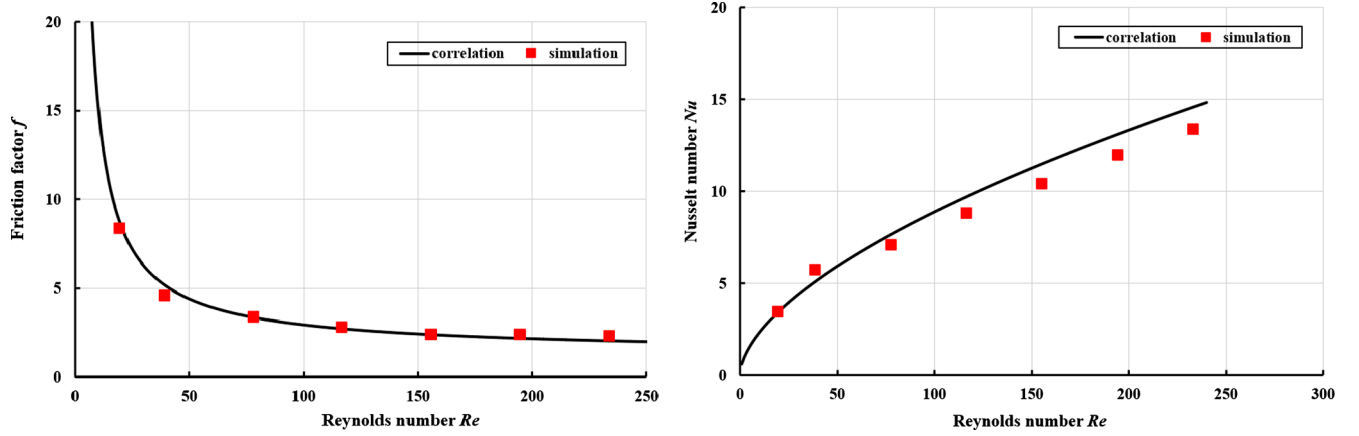 20
15
10
5
0
Friction factor f
correlation simulation
0 50 100 150 200 250
Reynolds number Re
20
15
10
5
0
Nusselt number Nu
correlation simulation
0 50 100 150 200 250 300
Reynolds number Re